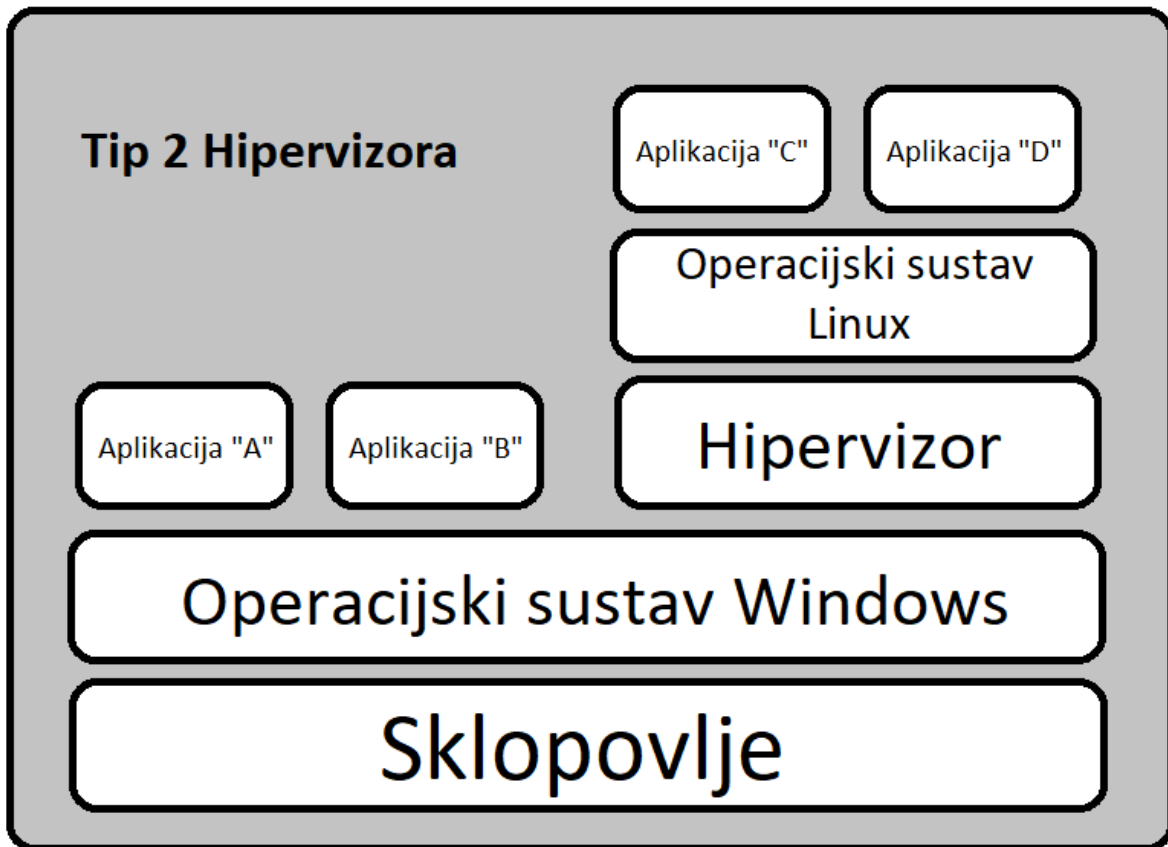 Tip 2 Hipervizora
Aplikacija "C"
Aplikacija "D"
Operacijski sustav
Linux
Aplikacija "A"
Aplikacija "B"
Hipervizor
Operacijski sustav Windows
Sklopovlje